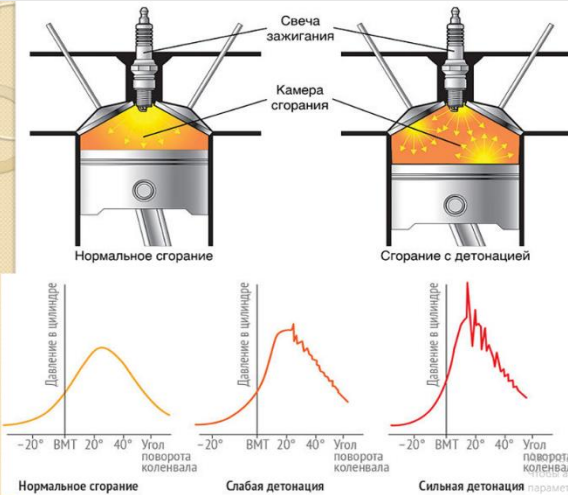 Свеча
зажигания
Камера
сгорания
Нормальное сгорание
Сгорание с детонацией
Давление в цилиндре
−20° ВМТ 20° 40° Угол
поворота
коленвала
Нормальное сгорание
Давление в цилиндре
−20° ВМТ 20° 40° Угол
поворота
коленвала
Слабая детонация
Давление в цилиндре
−20° ВМТ 20° 40° Угол
поворота
коленвала
Сильная детонация